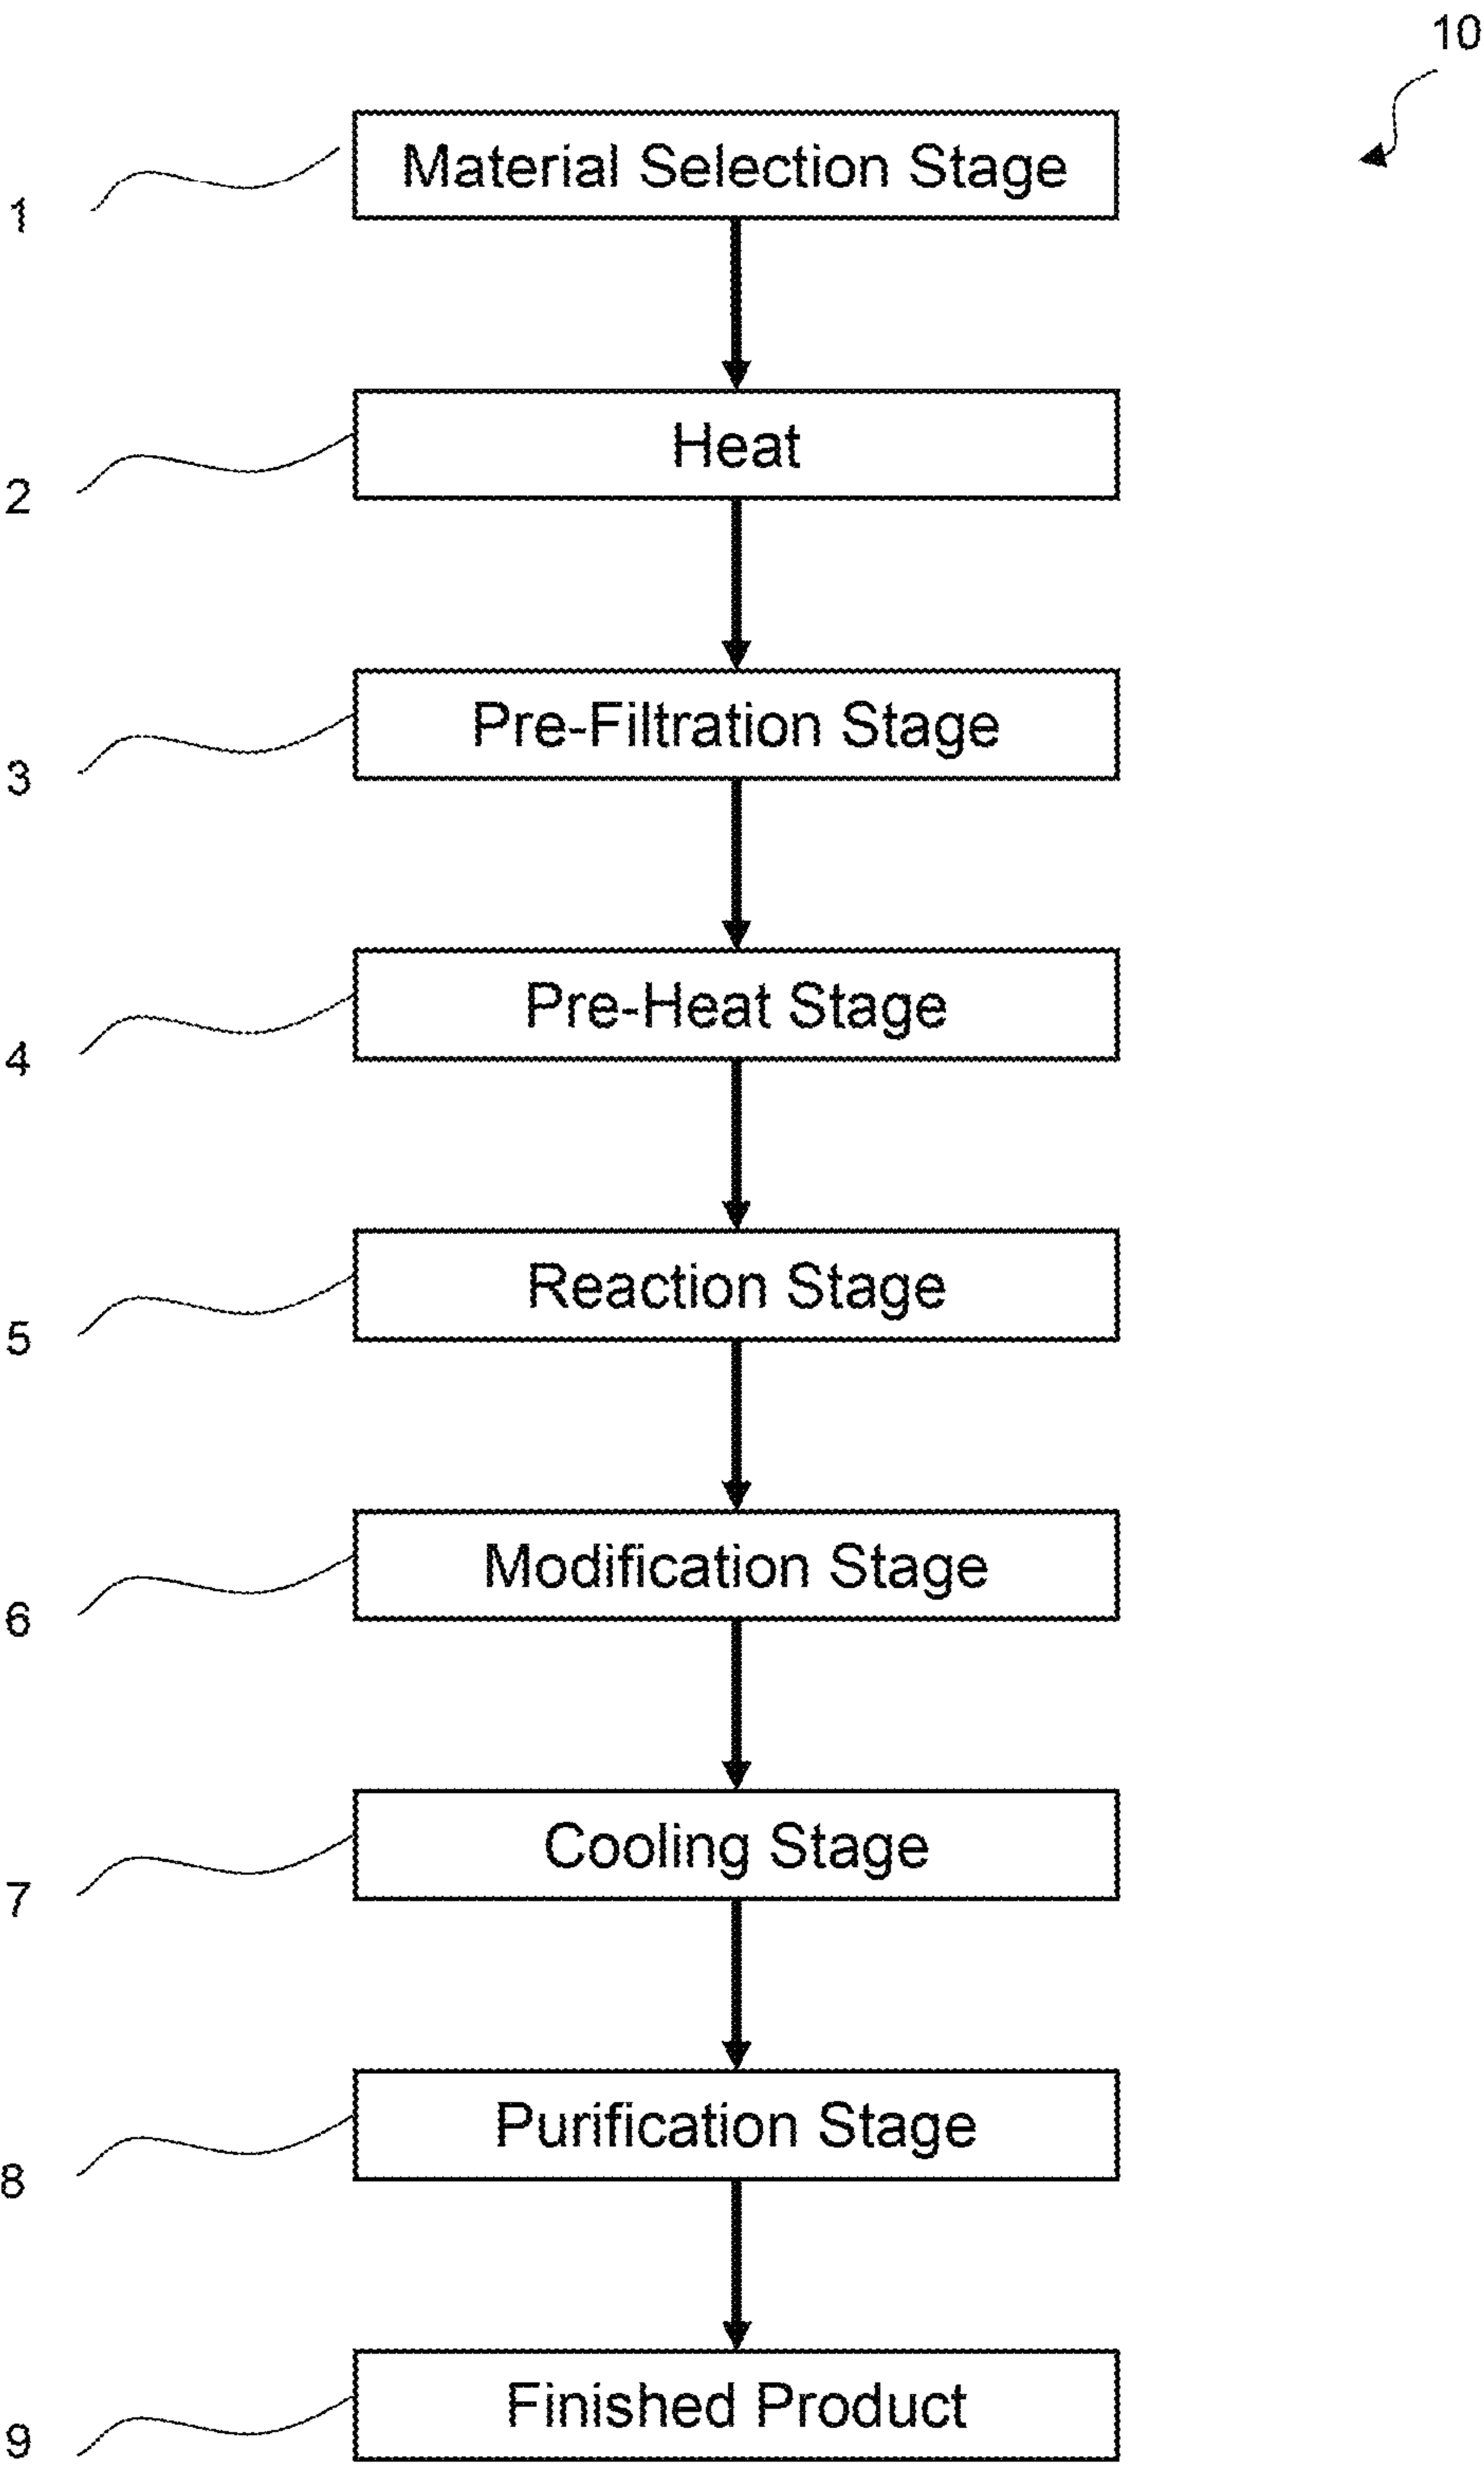 10
Material Selection Stage
1
Heat
2
Pre-Filtration Stage
3
Pre-Heat Stage
4
Reaction Stage
5
Modification Stage
6
Cooling Stage
7
Purification Stage
8
Finished Product
9